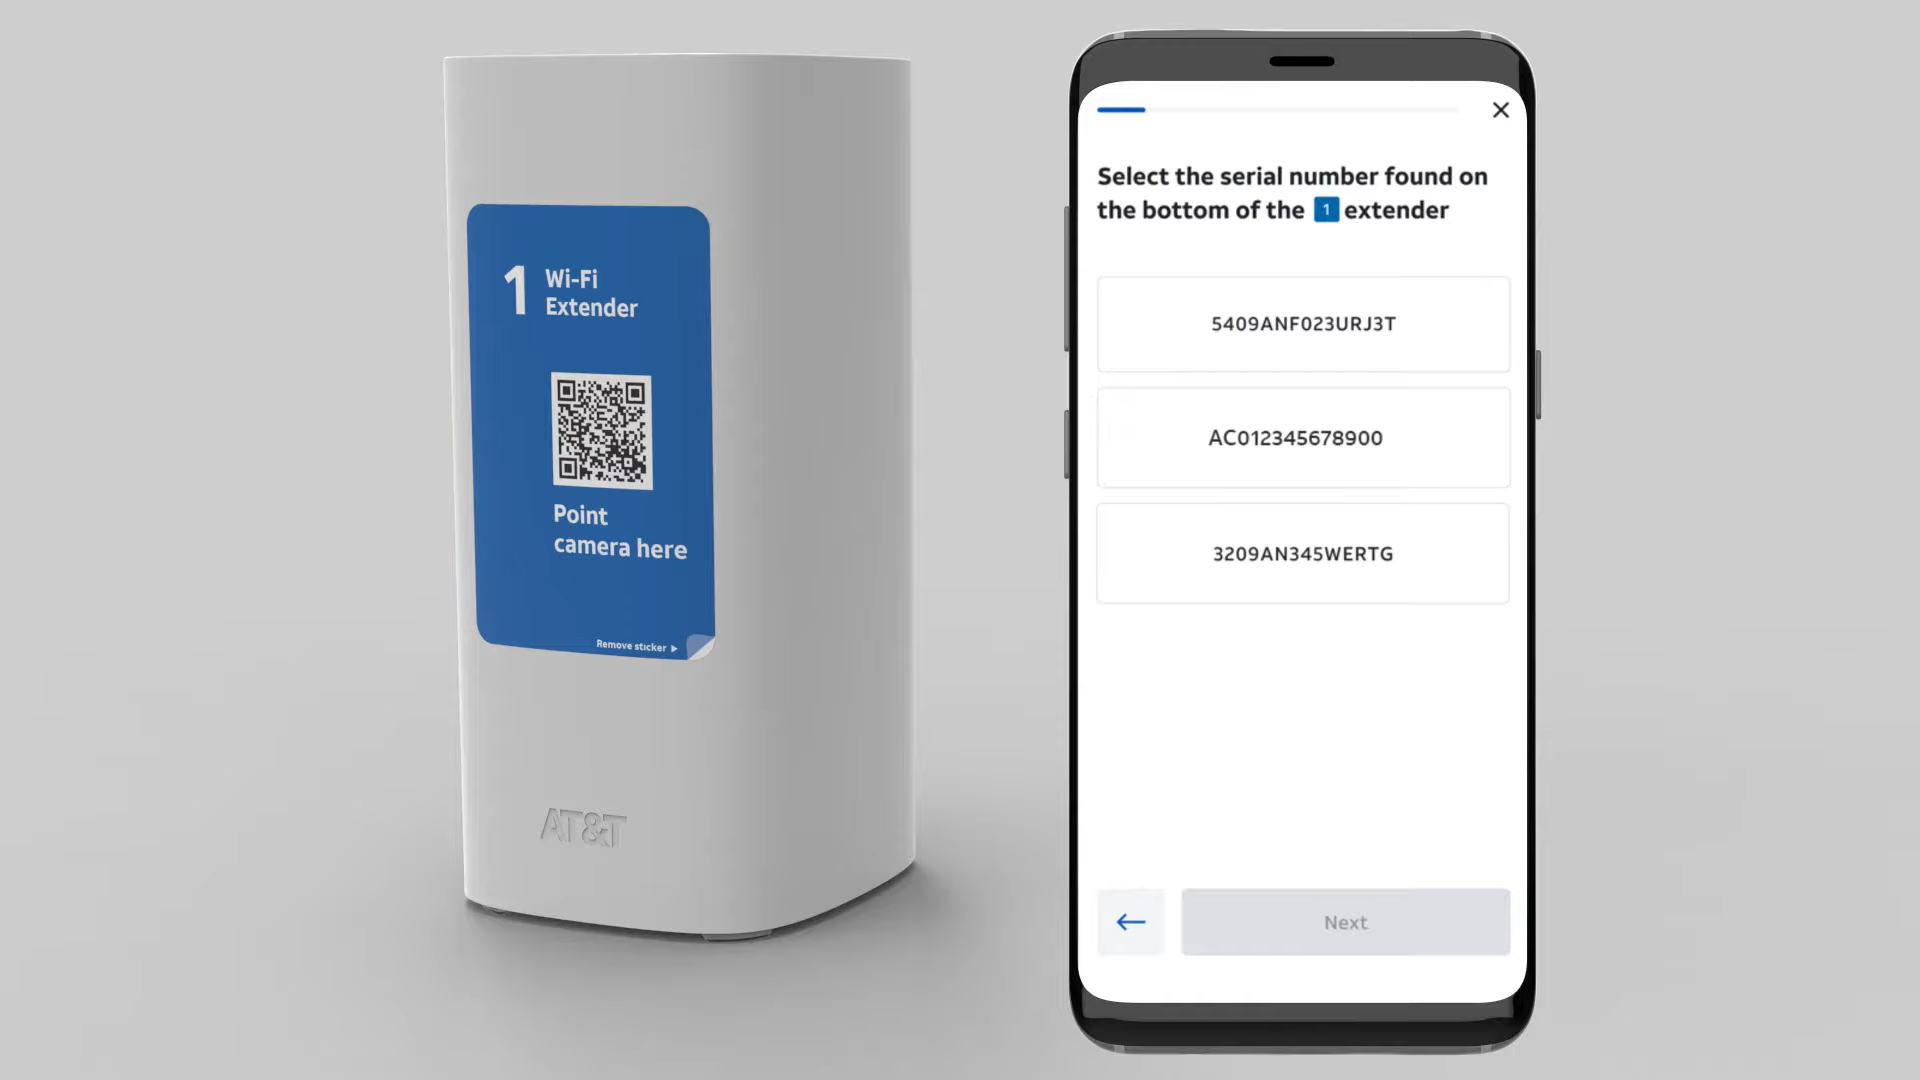 1 Wi-Fi
Extender
Point
camera here
Remove sticker
AT&T
Select the serial number found on
the bottom of the 1 extender
5409ANF023URJ3T
AC012345678900
3209AN345WERTG
Next